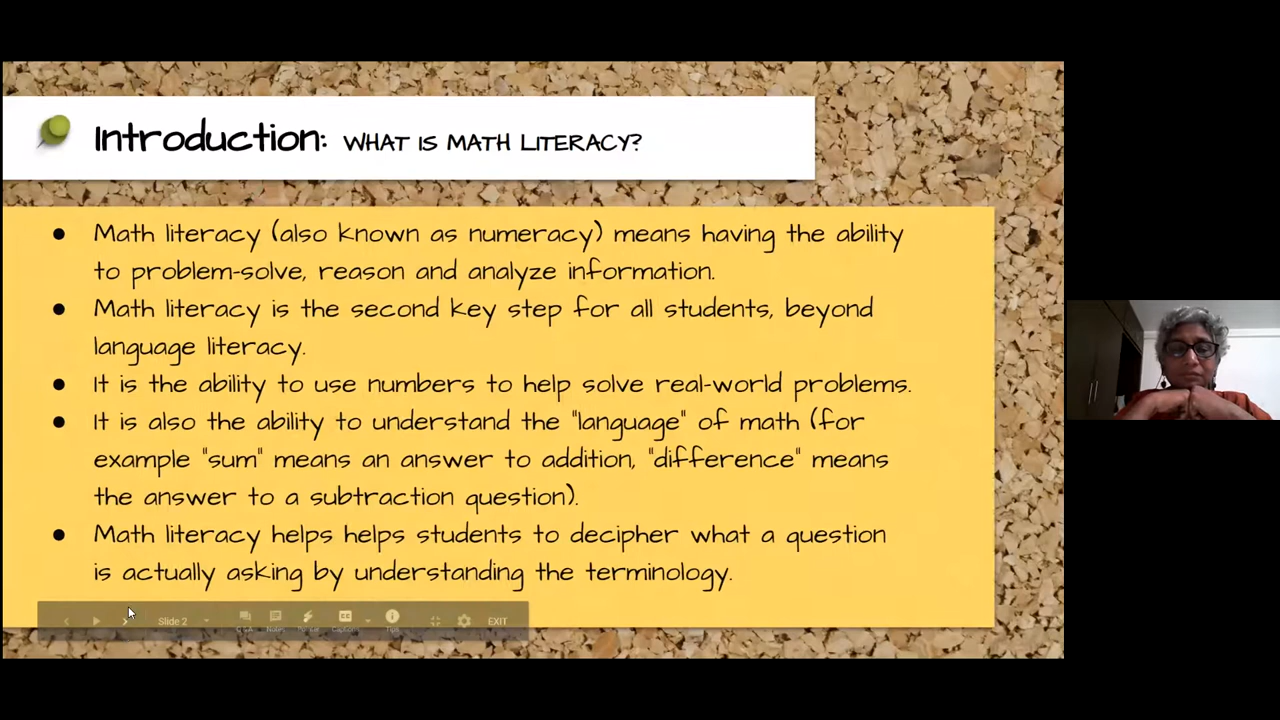 Introduction: WHAT IS MATH LITERACY?
● Math literacy (also known as numeracy) means having the ability
to problem-solve, reason and analyze information.
● Math literacy is the second key step for all students, beyond
language literacy.
● It is the ability to use numbers to help solve real-world problems.
● It is also the ability to understand the "language" of math (for
example "sum" means an answer to addition, "difference" means
the answer to a subtraction question).
● Math literacy helps helps students to decipher what a question
is actually asking by understanding the terminology.
Slide 2
Q&A Notes Pointer Captions Tips EXIT